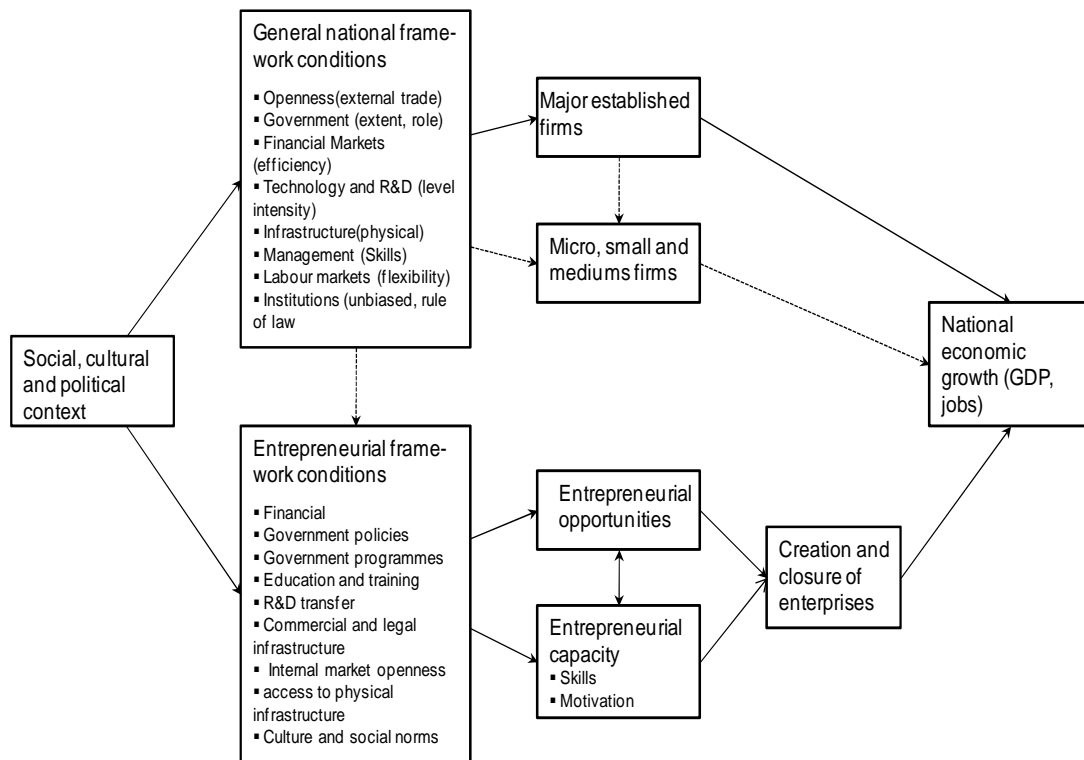 General national frame-
work conditions
▪ Openness(external trade)
▪ Government (extent, role)
▪ Financial Markets
(efficiency)
▪ Technology and R&D (level
intensity)
▪ Infrastructure(physical)
▪ Management (Skills)
▪ Labour markets (flexibility)
▪ Institutions (unbiased, rule
of law
Major established
firms
Micro, small and
mediums firms
National
economic
growth (GDP,
jobs)
Social, cultural
and political
context
Entrepreneurial frame-
work conditions
▪ Financial
▪ Government policies
▪ Government programmes
▪ Education and training
▪ R&D transfer
▪ Commercial and legal
infrastructure
▪ Internal market openness
▪ access to physical
infrastructure
▪ Culture and social norms
Entrepreneurial
opportunities
Entrepreneurial
capacity
▪ Skills
▪ Motivation
Creation and
closure of
enterprises